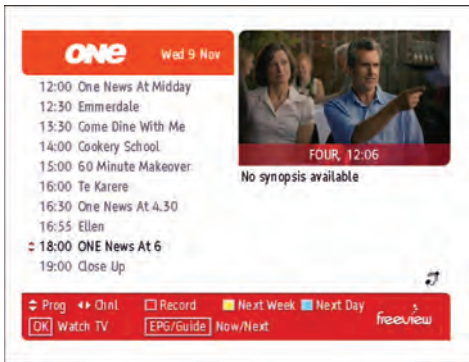 ONE Wed 9 Nov
12:00 One News At Midday
12:30 Emmerdale
13:30 Come Dine With Me
14:00 Cookery School
15:00 60 Minute Makeover
16:00 Te Karere
16:30 One News At 4.30
16:55 Ellen
18:00 ONE News At 6
19:00 Close Up
FOUR, 12:06
No synopsis available
Prog Chnl Record Next Week Next Day
OK Watch TV EPG/Guide Now/Next
freeview